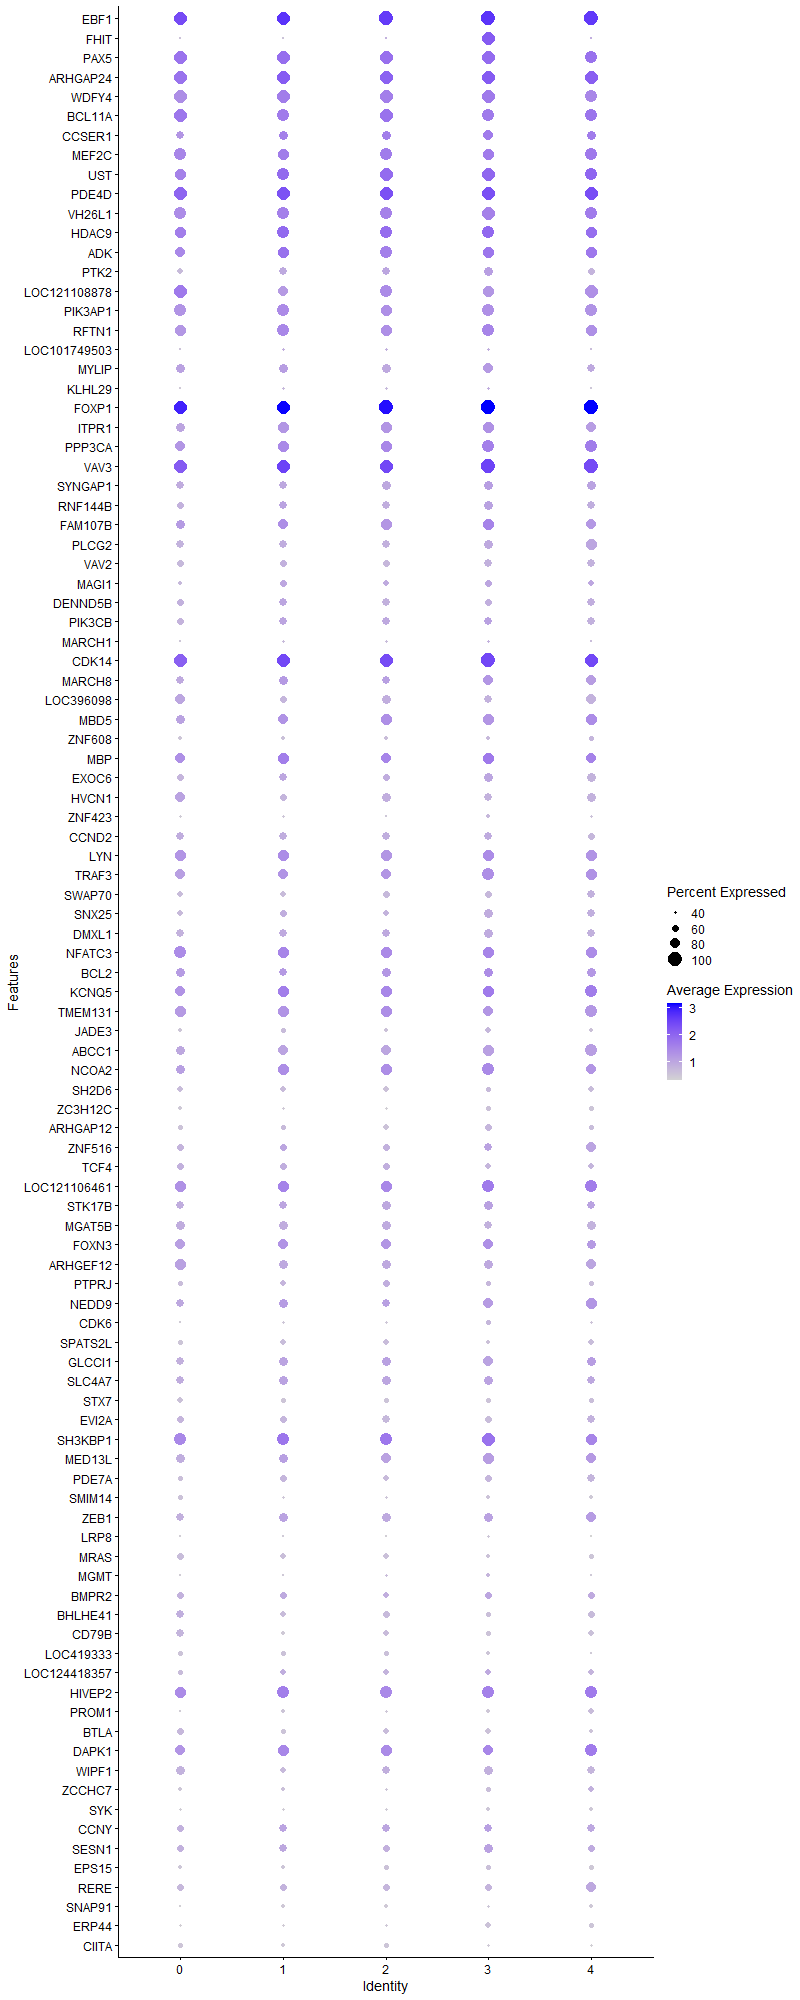 EBF1
FHIT
PAX5
ARHGAP24
WDFY4
BCL11A
CCSER1
MEF2C
UST
PDE4D
VH26L1
HDAC9
ADK
PTK2
LOC121108878
PIK3AP1
RFTN1
LOC101749503
MYLIP
KLHL29
FOXP1
ITPR1
PPP3CA
VAV3
SYNGAP1
RNF144B
FAM107B
PLCG2
VAV2
MAGI1
DENND5B
PIK3CB
MARCH1
CDK14
MARCH8
LOC396098
MBD5
ZNF608
MBP
EXOC6
HVCN1
ZNF423
CCND2
LYN
TRAF3
SWAP70
SNX25
DMXL1
NFATC3
BCL2
KCNQ5
TMEM131
JADE3
ABCC1
NCOA2
SH2D6
ZC3H12C
ARHGAP12
ZNF516
TCF4
LOC121106461
STK17B
MGAT5B
FOXN3
ARHGEF12
PTPRJ
NEDD9
CDK6
SPATS2L
GLCCI1
SLC4A7
STX7
EVI2A
SH3KBP1
MED13L
PDE7A
SMIM14
ZEB1
LRP8
MRAS
MGMT
BMPR2
BHLHE41
CD79B
LOC419333
LOC124418357
HIVEP2
PROM1
BTLA
DAPK1
WIPF1
ZCCHC7
SYK
CCNY
SESN1
EPS15
RERE
SNAP91
ERP44
CIITA
Features
0 1 2 3 4
Identity
Percent Expressed
40
60
80
100
Average Expression
3
2
1